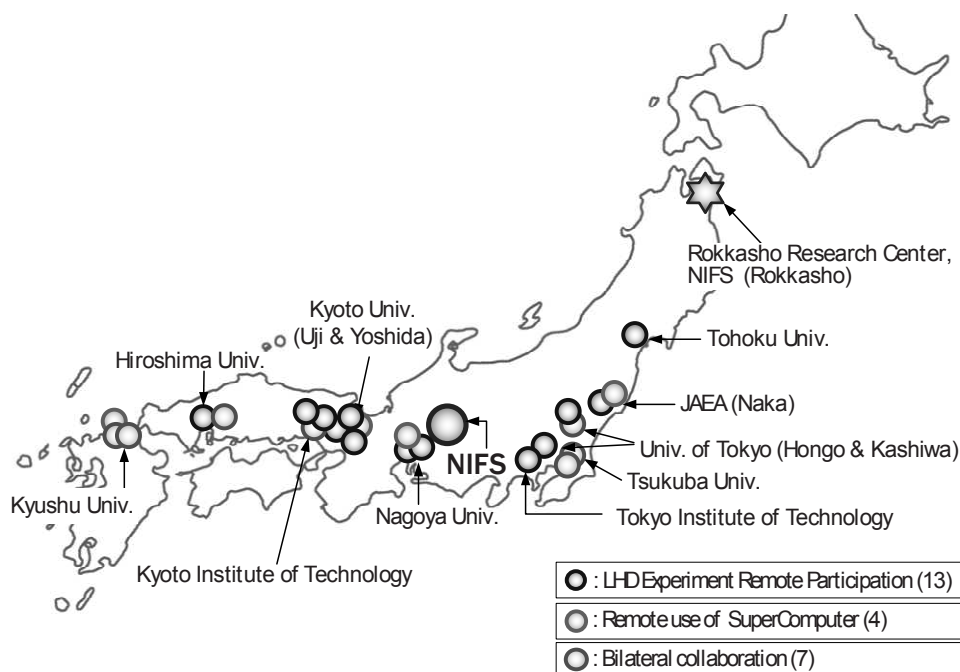 Rokkasho Research Center,
NIFS (Rokkasho)
Kyoto Univ.
(Uji & Yoshida)
Tohoku Univ.
Hiroshima Univ.
JAEA (Naka)
Univ. of Tokyo (Hongo & Kashiwa)
NIFS
Tsukuba Univ.
Kyushu Univ.
Nagoya Univ.
Tokyo Institute of Technology
Kyoto Institute of Technology
: LHD Experiment Remote Participation (13)
: Remote use of SuperComputer (4)
: Bilateral collaboration (7)